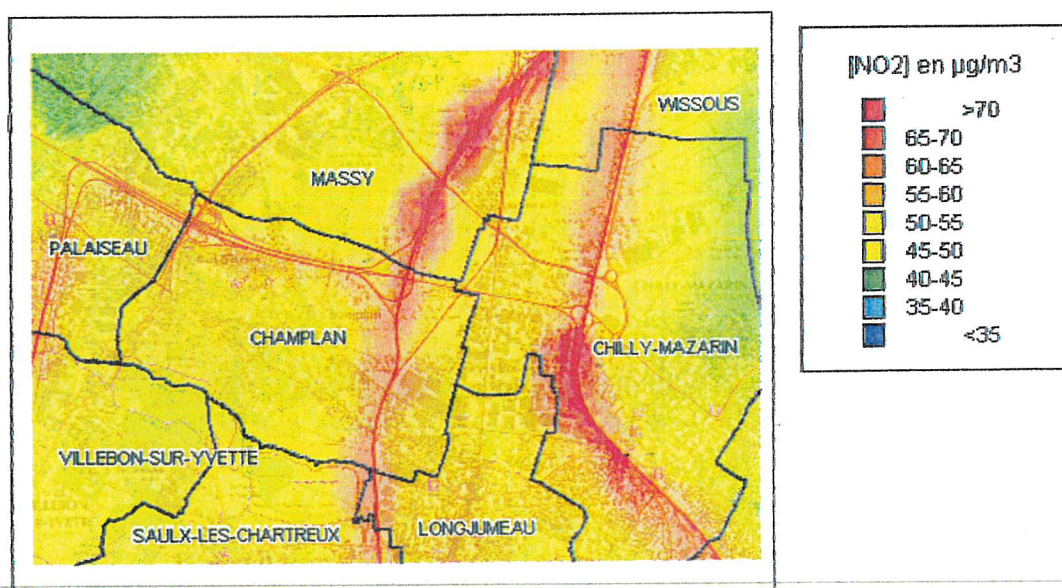 WISSOUS
MASSY
PALAISEAU
CHAMPLAN
CHILLY-MAZARIN
VILLEBON-SUR-YVETTE
SAULX-LES-CHARTREUX
LONGJUMEAU
[NO2] en µg/m3
>70
65-70
60-65
55-60
50-55
45-50
40-45
35-40
<35